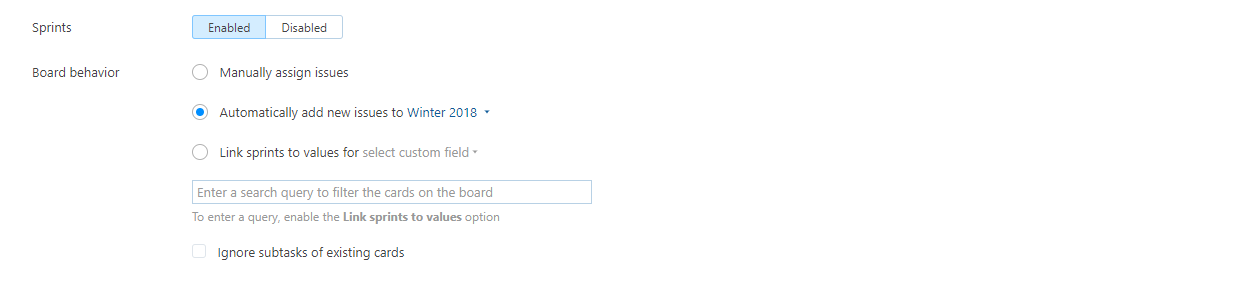 Sprints Enabled Disabled
Board behavior Manually assign issues
Automatically add new issues to Winter 2018
Link sprints to values for select custom field
Enter a search query to filter the cards on the board
To enter a query, enable the Link sprints to values option
Ignore subtasks of existing cards